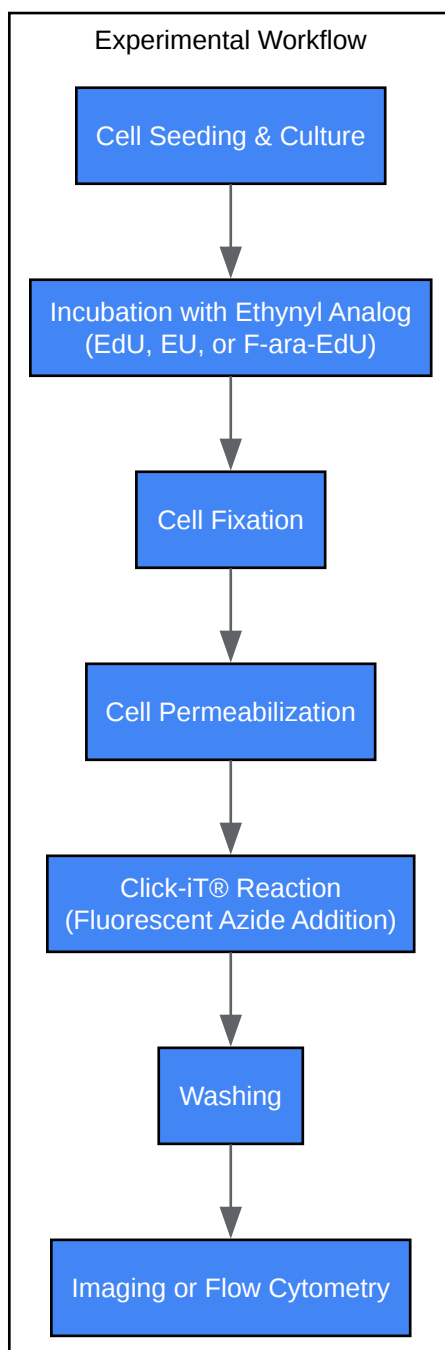 Experimental Workflow
Cell Seeding & Culture
Incubation with Ethynyl Analog
(EdU, EU, or F-ara-EdU)
Cell Fixation
Cell Permeabilization
Click-iT® Reaction
(Fluorescent Azide Addition)
Washing
Imaging or Flow Cytometry